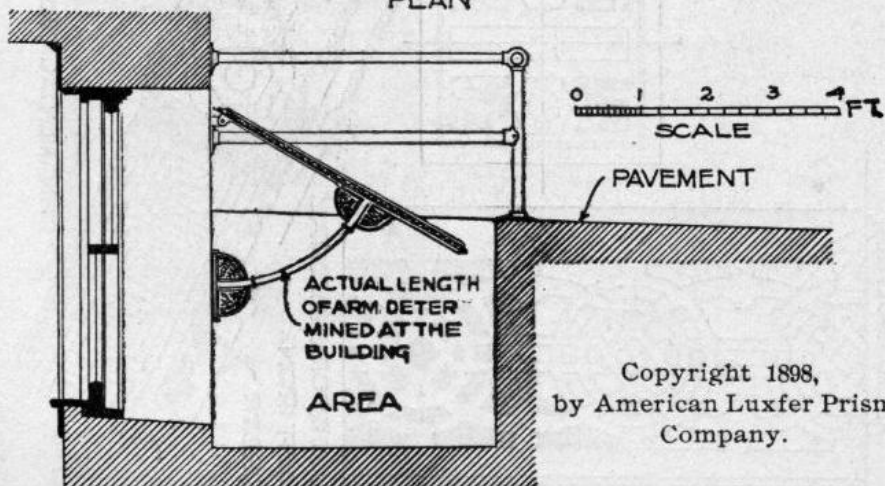 PLAN
0 1 2 3 4 FT.
SCALE
PAVEMENT
ACTUAL LENGTH
OF ARM DETER
MINED AT THE
BUILDING
AREA
Copyright 1898,
by American Luxfer Prism
Company.